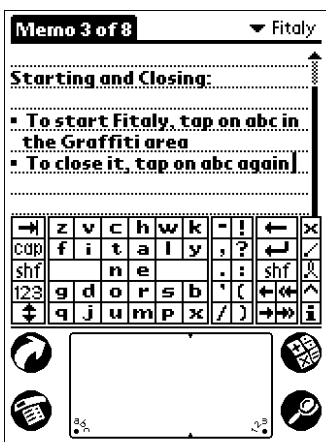 Memo 3 of 8 Fitaly
Starting and Closing:
• To start Fitaly, tap on abc in
the Graffiti area
• To close it, tap on abc again
z v c h w k - !
cap f i t a l y , ?
shf n e . : shf
123 g d o r s b ' (
q j u m p x / ) i